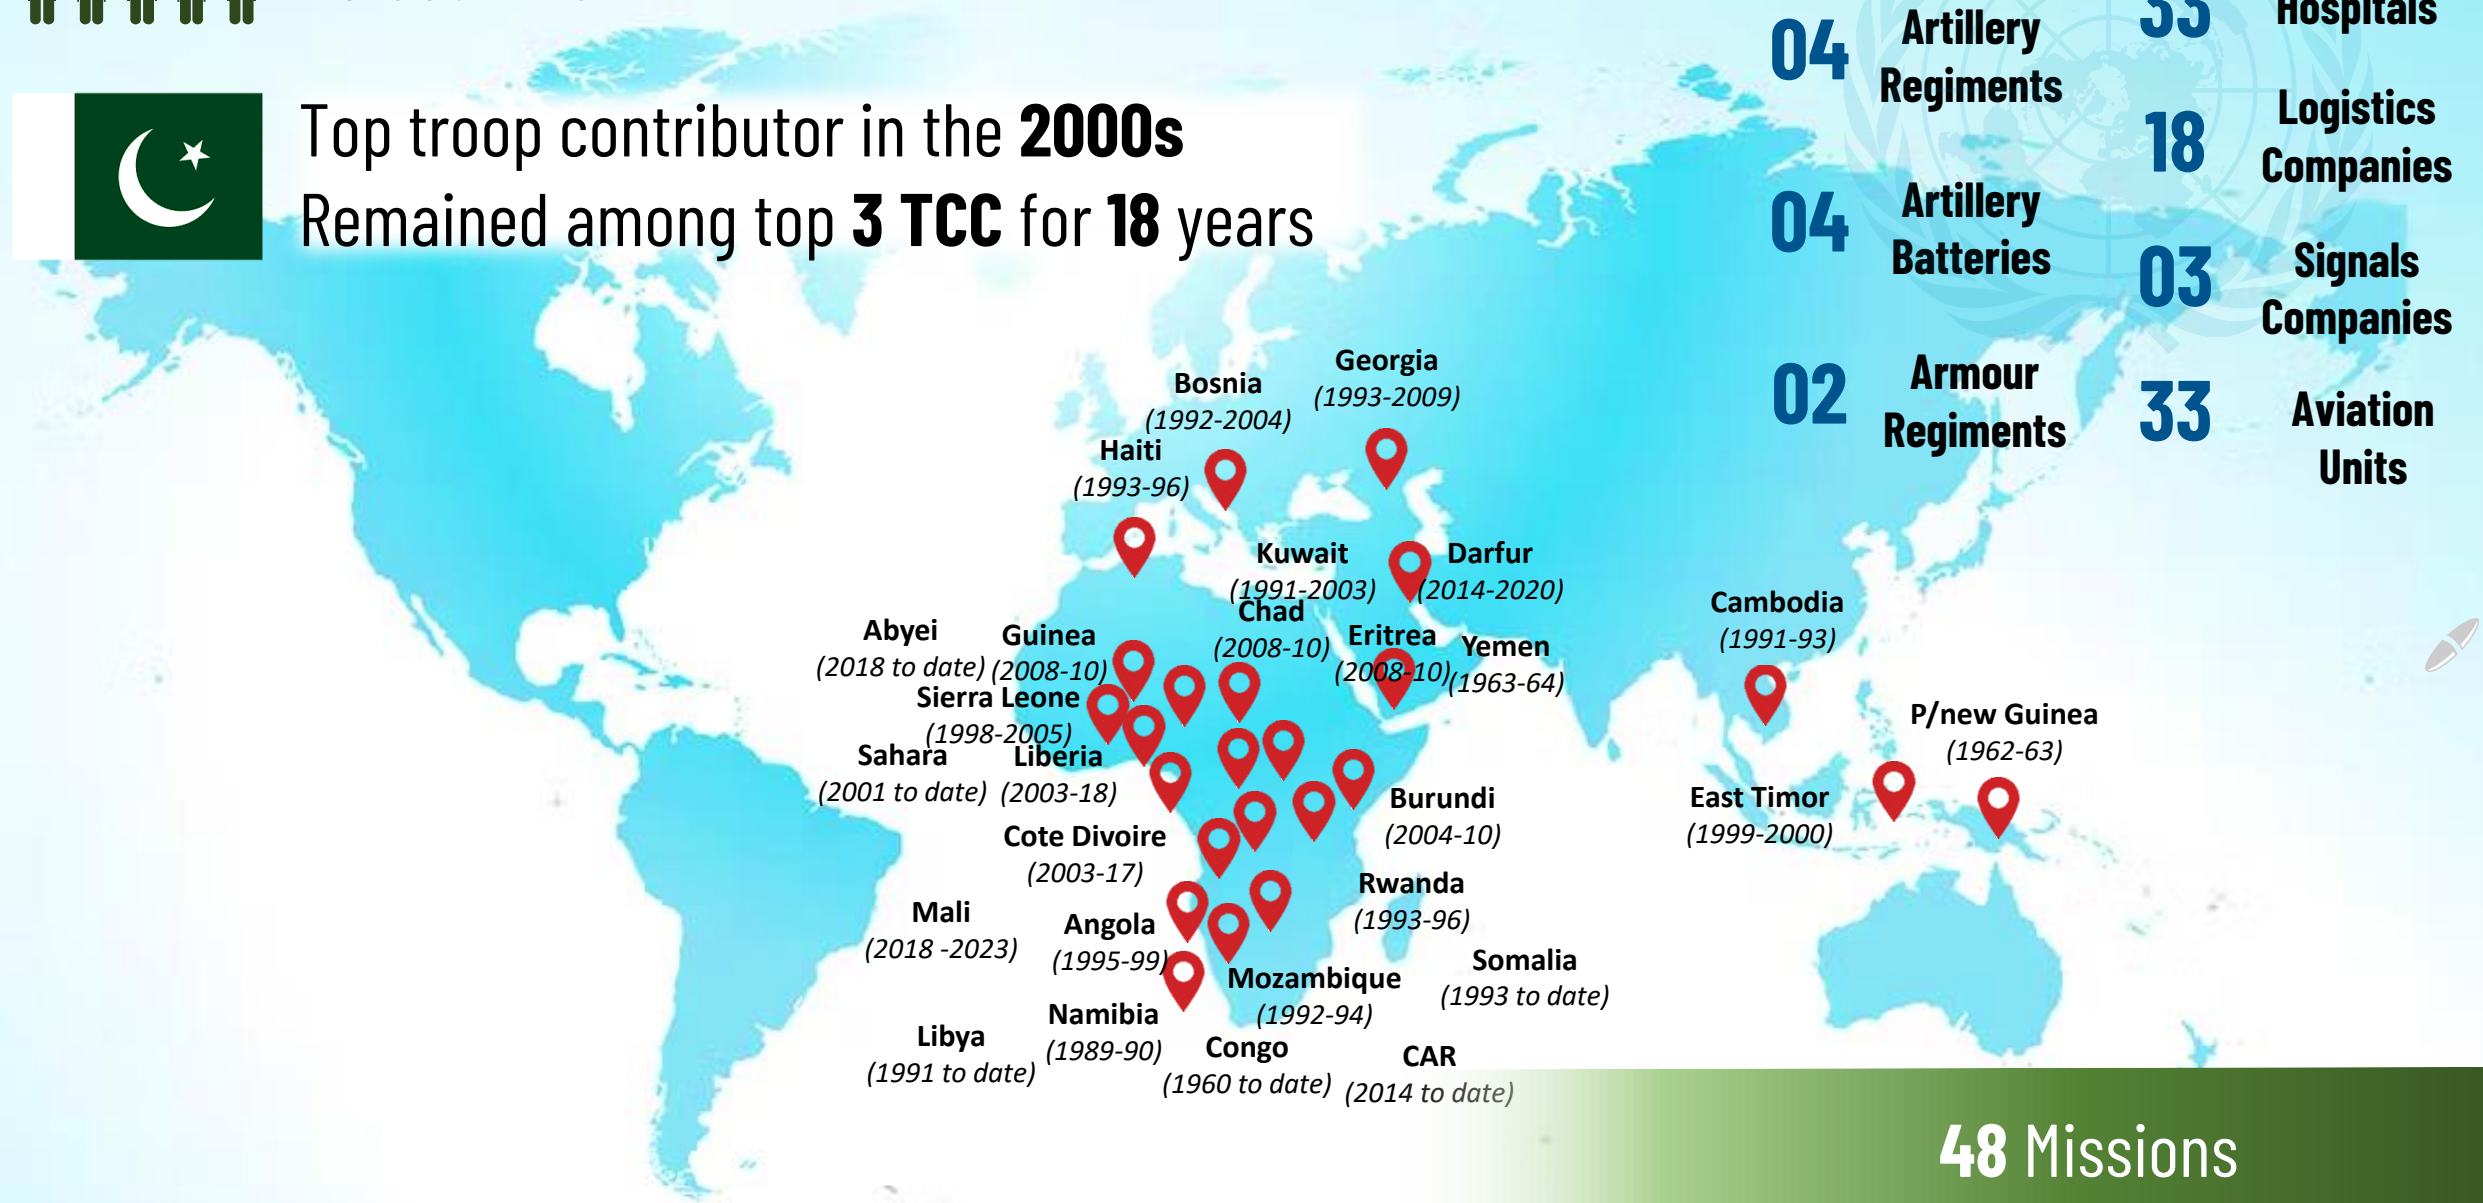 Top troop contributor in the 2000s
Remained among top 3 TCC for 18 years
04
Artillery
Regiments
04
Artillery
Batteries
02
Armour
Regiments
33
Hospitals
18
Logistics
Companies
03
Signals
Companies
33
Aviation
Units
Georgia
(1993-2009)
Bosnia
(1992-2004)
Haiti
(1993-96)
Kuwait
(1991-2003)
Darfur
(2014-2020)
Chad
(2008-10)
Eritrea
(2008-10)
Yemen
(1963-64)
Abyei
(2018 to date)
Guinea
(2008-10)
Sierra Leone
(1998-2005)
Sahara
(2001 to date)
Liberia
(2003-18)
Cote Divoire
(2003-17)
Mali
(2018 -2023)
Angola
(1995-99)
Namibia
(1989-90)
Libya
(1991 to date)
Burundi
(2004-10)
Rwanda
(1993-96)
Somalia
(1993 to date)
Mozambique
(1992-94)
Congo
(1960 to date)
CAR
(2014 to date)
Cambodia
(1991-93)
P/new Guinea
(1962-63)
East Timor
(1999-2000)
48 Missions